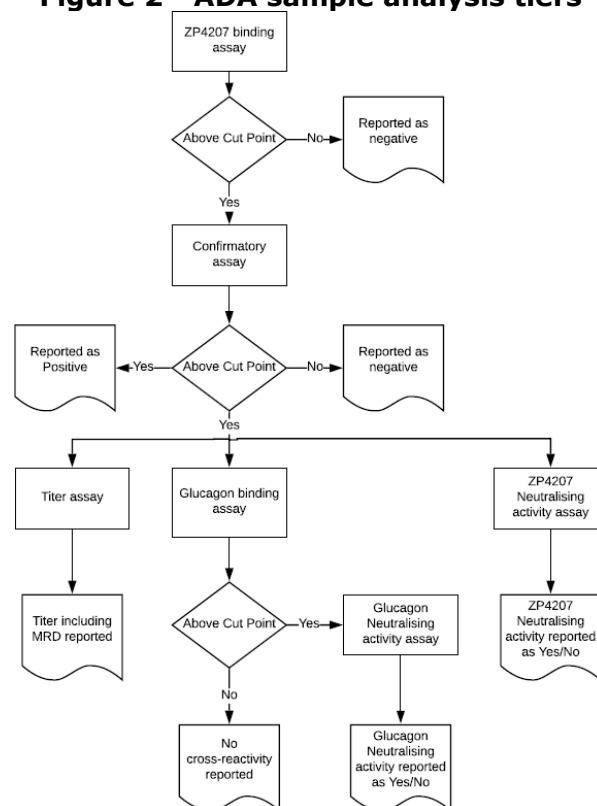 Figure 2 ADA sample analysis tiers
ZP4207 binding
assay
Above Cut Point
No
Reported as
negative
Yes
Confirmatory
assay
Reported as
Positive
Yes
Above Cut Point
No
Reported as
negative
Yes
Titer assay
Glucagon binding
assay
ZP4207
Neutralising
activity assay
Titer including
MRD reported
Above Cut Point
Yes
Glucagon
Neutralising
activity assay
ZP4207
Neutralising
activity reported
as Yes/No
No
No
cross-reactivity
reported
Glucagon
Neutralising
activity reported
as Yes/No